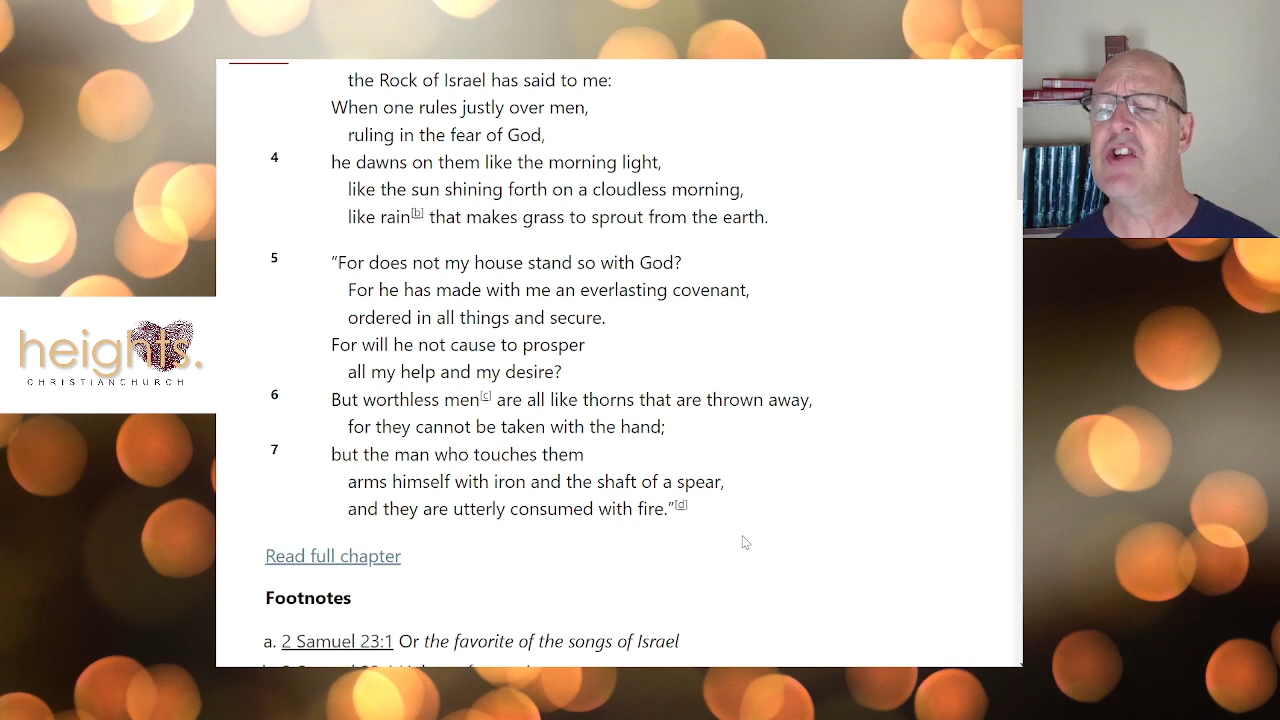 the Rock of Israel has said to me:
When one rules justly over men,
ruling in the fear of God,
4 he dawns on them like the morning light,
like the sun shining forth on a cloudless morning,
like rain[b] that makes grass to sprout from the earth.
5 “For does not my house stand so with God?
For he has made with me an everlasting covenant,
ordered in all things and secure.
For will he not cause to prosper
all my help and my desire?
6 But worthless men[c] are all like thorns that are thrown away,
for they cannot be taken with the hand;
7 but the man who touches them
arms himself with iron and the shaft of a spear,
and they are utterly consumed with fire.”[d]
Read full chapter
Footnotes
a. 2 Samuel 23:1 Or the favorite of the songs of Israel
heights.
CHRISTIANCHURCH